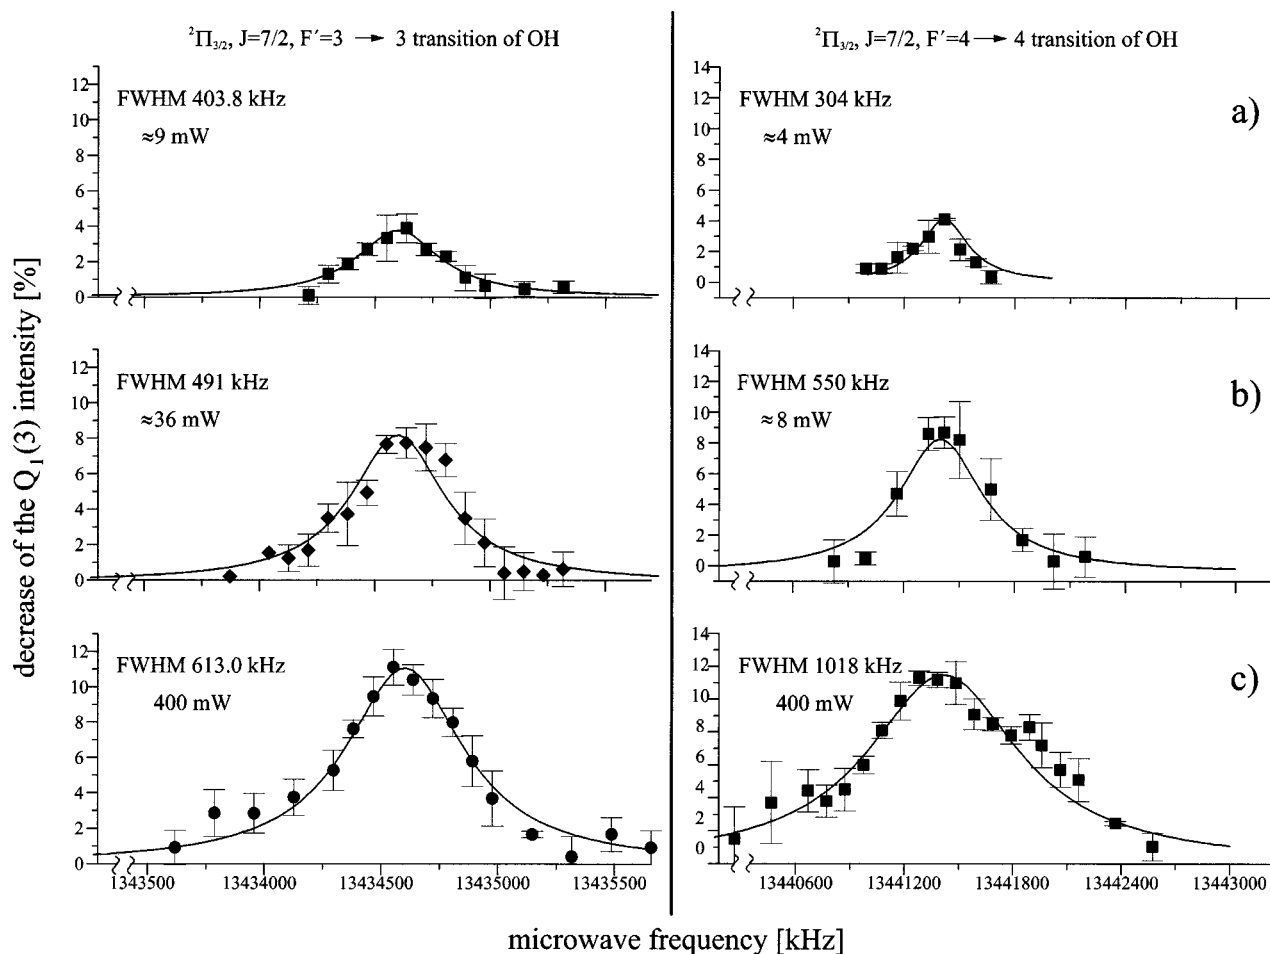 ²Π₃/₂, J=7/2, F´=3 → 3 transition of OH
²Π₃/₂, J=7/2, F´=4 → 4 transition of OH
decrease of the Q₁(3) intensity [%]
12
10
8
6
4
2
0
FWHM 403.8 kHz
≈9 mW
14
12
10
8
6
4
2
0
FWHM 304 kHz
≈4 mW
a)
12
10
8
6
4
2
0
FWHM 491 kHz
≈36 mW
14
12
10
8
6
4
2
0
FWHM 550 kHz
≈8 mW
b)
12
10
8
6
4
2
0
FWHM 613.0 kHz
400 mW
14
12
10
8
6
4
2
0
FWHM 1018 kHz
400 mW
c)
13433500 13434000 13434500 13435000 13435500
13440600 13441200 13441800 13442400 13443000
microwave frequency [kHz]